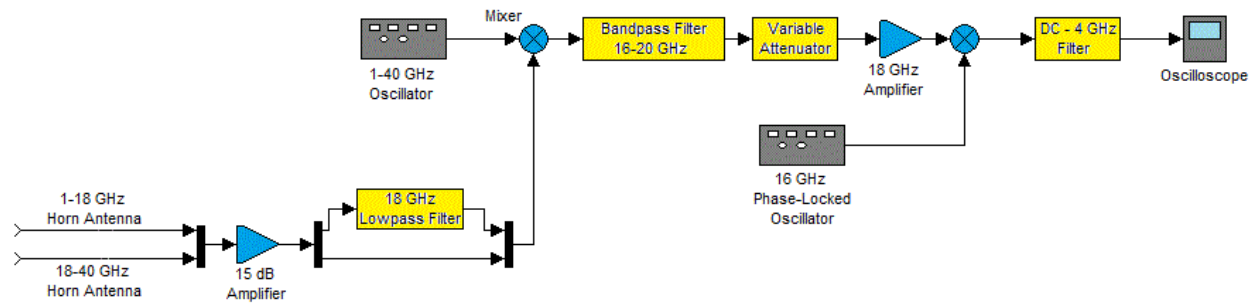 Mixer
1-40 GHz
Oscillator
Bandpass Filter
16-20 GHz
Variable
Attenuator
18 GHz
Amplifier
DC - 4 GHz
Filter
Oscilloscope
16 GHz
Phase-Locked
Oscillator
1-18 GHz
Horn Antenna
18-40 GHz
Horn Antenna
15 dB
Amplifier
18 GHz
Lowpass Filter